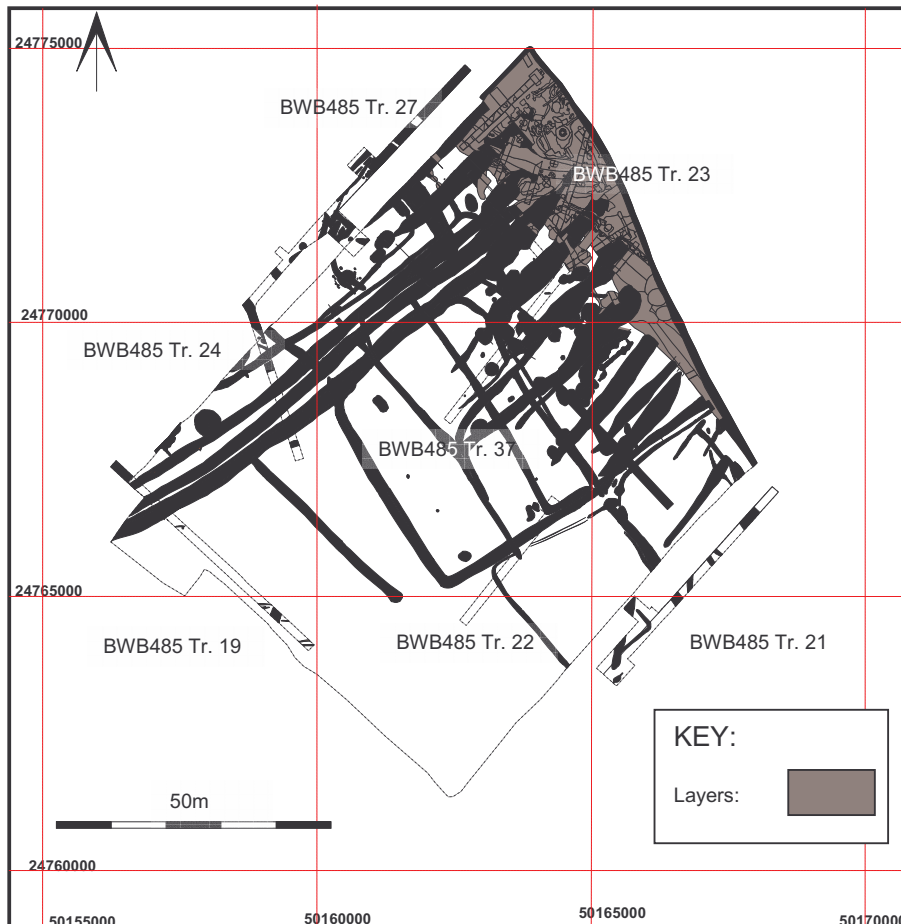 24775000
BWB485 Tr. 27
BWB485 Tr. 23
24770000
BWB485 Tr. 24
BWB485 Tr. 37
24765000
BWB485 Tr. 19
BWB485 Tr. 22
BWB485 Tr. 21
KEY:
Layers:
50m
24760000
50155000
50160000
50165000
50170000